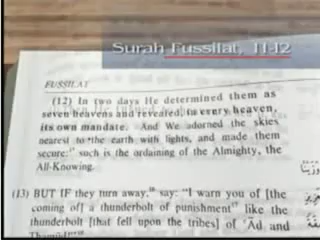 Surah Fussilat, 11-12
FUSSILAT
(12) In two days He determined them as
seven heavens and revealed, in every heaven,
its own mandate. And We adorned the skies
nearest to the earth with lights, and made them
secure: such is the ordaining of the Almighty, the
All-Knowing.
(13) BUT IF they turn away, say: "I warn you of [the
coming of] a thunderbolt of punishment like the
thunderbolt [that fell upon the tribes] of 'Ad and